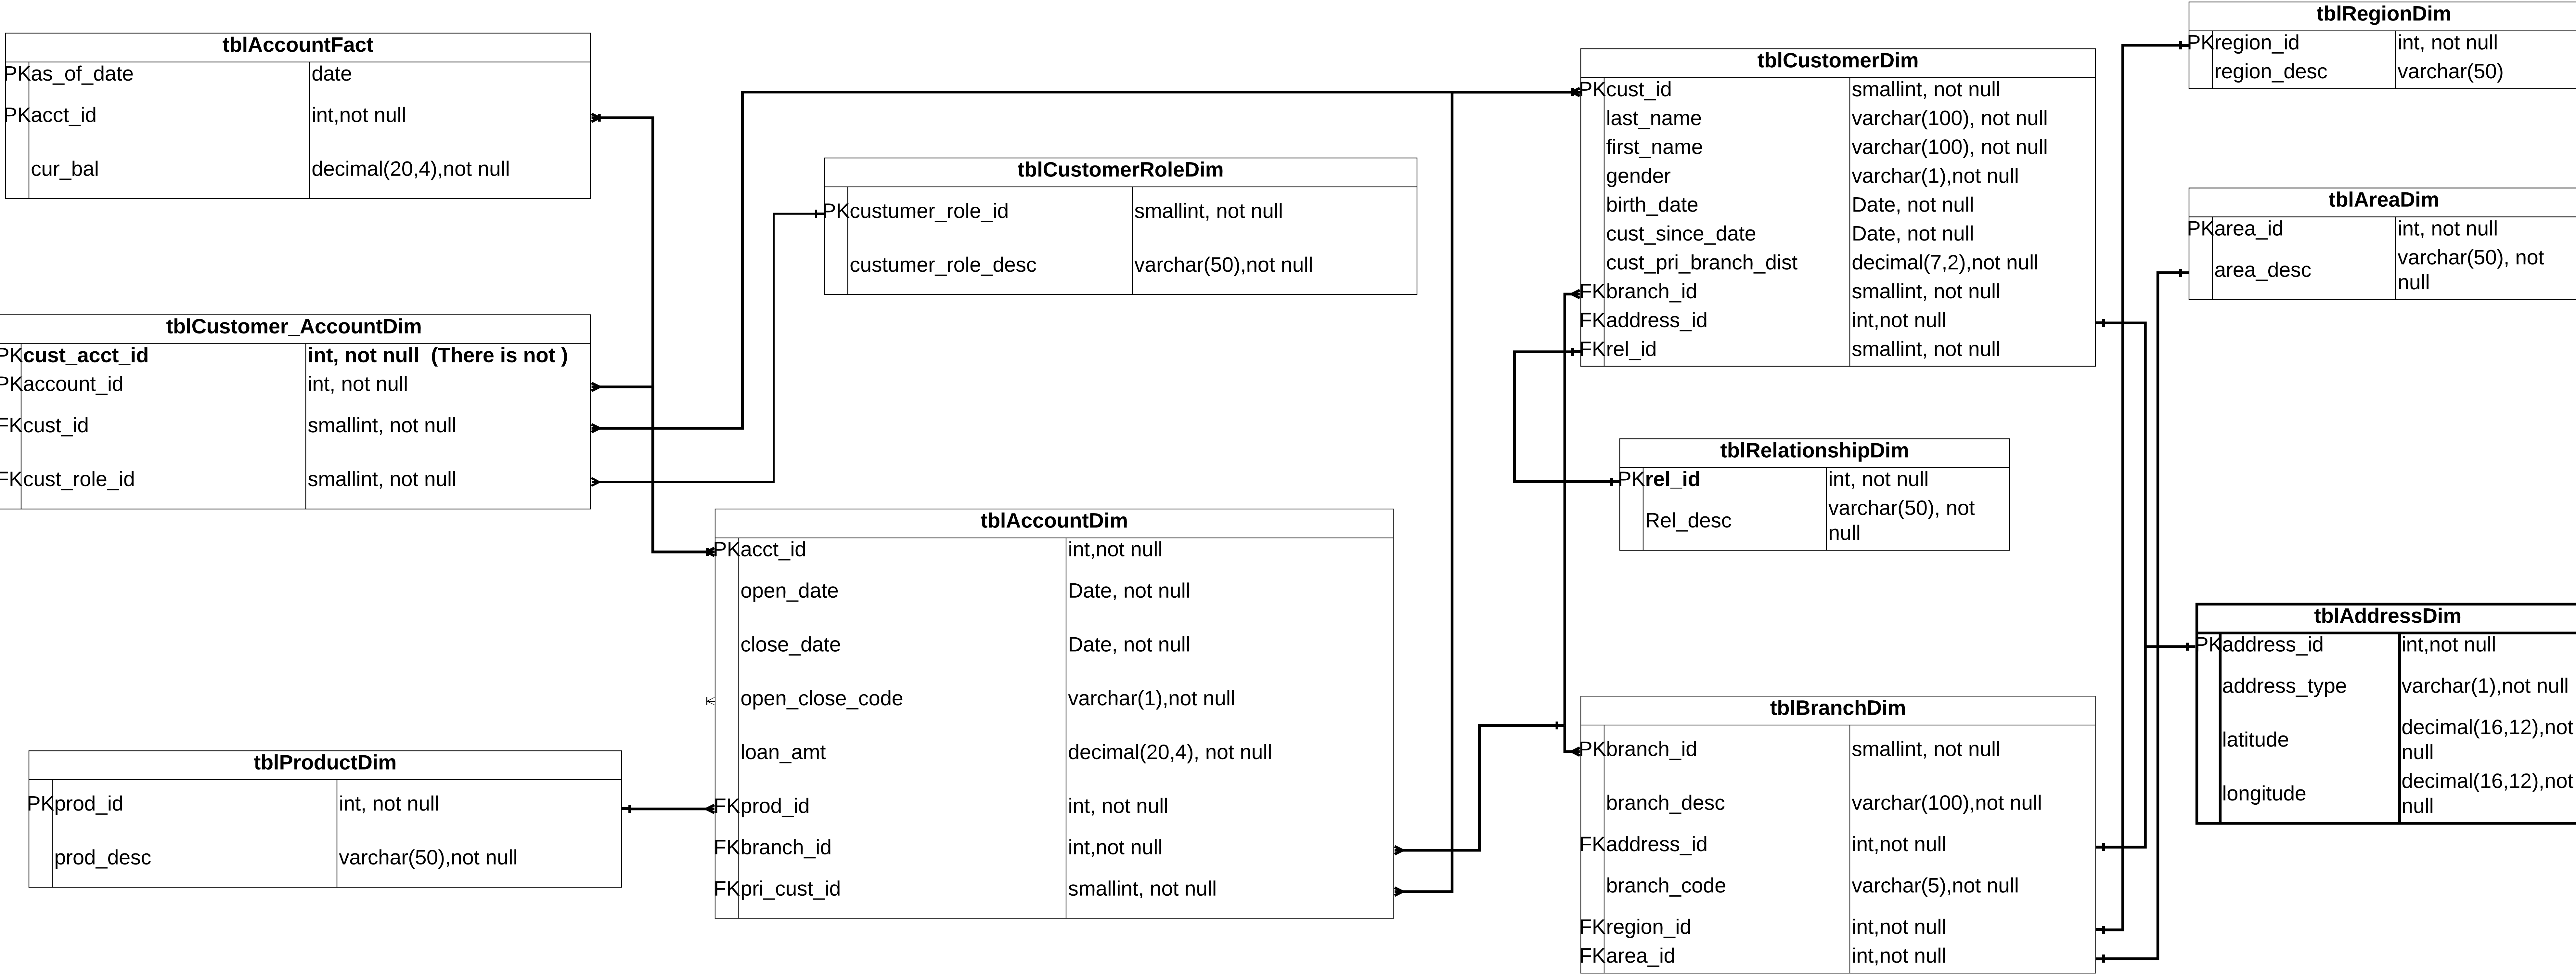 tblAccountFact
PK as_of_date date
PK acct_id int,not null
cur_bal decimal(20,4),not null
tblCustomer_AccountDim
PK cust_acct_id int, not null (There is not )
PK account_id int, not null
FK cust_id smallint, not null
FK cust_role_id smallint, not null
tblProductDim
PK prod_id int, not null
prod_desc varchar(50),not null
tblCustomerRoleDim
PK custumer_role_id smallint, not null
custumer_role_desc varchar(50),not null
tblAccountDim
PK acct_id int,not null
open_date Date, not null
close_date Date, not null
open_close_code varchar(1),not null
loan_amt decimal(20,4), not null
FK prod_id int, not null
FK branch_id int,not null
FK pri_cust_id smallint, not null
tblCustomerDim
PK cust_id smallint, not null
last_name varchar(100), not null
first_name varchar(100), not null
gender varchar(1),not null
birth_date Date, not null
cust_since_date Date, not null
cust_pri_branch_dist decimal(7,2),not null
FK branch_id smallint, not null
FK address_id int,not null
FK rel_id smallint, not null
tblRelationshipDim
PK rel_id int, not null
Rel_desc varchar(50), not
null
tblBranchDim
PK branch_id smallint, not null
branch_desc varchar(100),not null
FK address_id int,not null
branch_code varchar(5),not null
FK region_id int,not null
FK area_id int,not null
tblRegionDim
PK region_id int, not null
region_desc varchar(50)
tblAreaDim
PK area_id int, not null
area_desc varchar(50), not
null
tblAddressDim
PK address_id int,not null
address_type varchar(1),not null
latitude decimal(16,12),not
null
longitude decimal(16,12),not
null